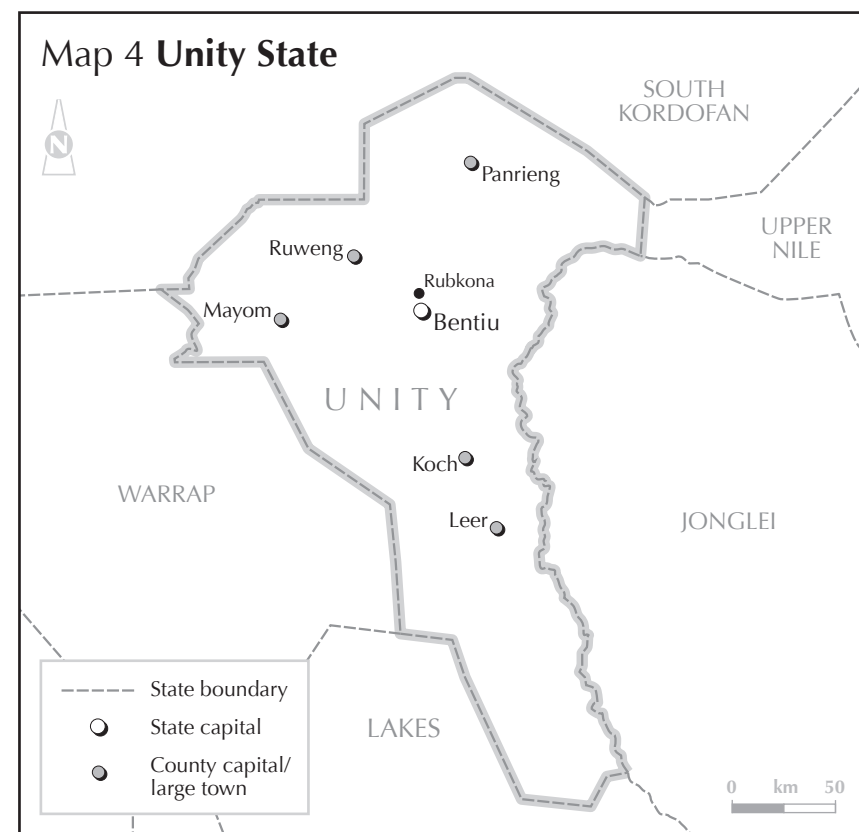 Map 4 Unity State
SOUTH
KORDOFAN
N
Panrieng
UPPER
NILE
Ruweng
Rubkona
Mayom
Bentiu
UNITY
Koch
WARRAP
Leer
JONGLEI
State boundary
State capital
County capital/
large town
LAKES
0 km 50